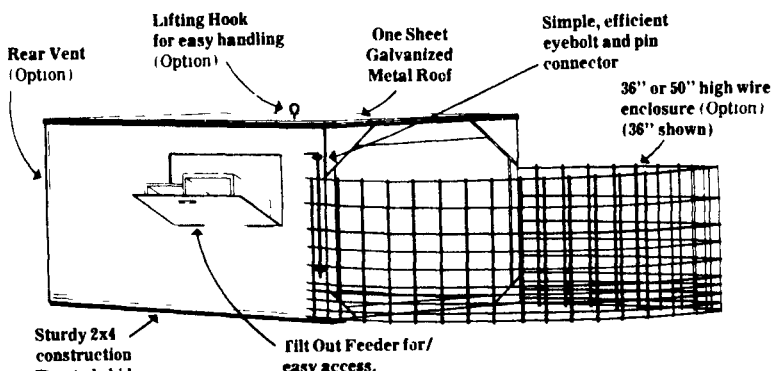 Lifting Hook
for easy handling
(Option)
Rear Vent
(Option)
One Sheet
Galvanized
Metal Roof
Simple, efficient
eyebolt and pin
connector
36" or 50" high wire
enclosure (Option)
(36" shown)
Sturdy 2x4
construction
Tilt Out Feeder for
easy access.